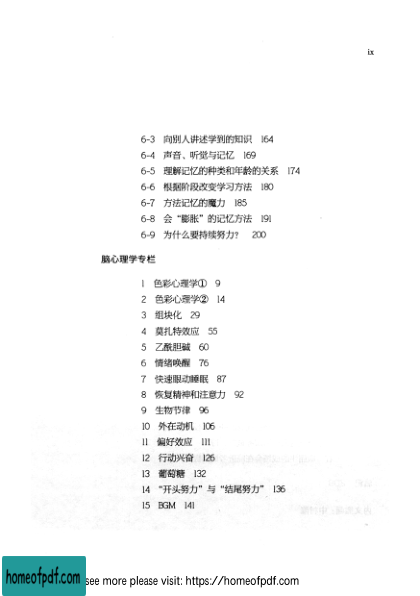 ix
6-3 向别人讲述学到的知识 164
6-4 声音、听觉与记忆 169
6-5 理解记忆的种类和年龄的关系 174
6-6 根据阶段改变学习方法 180
6-7 方法记忆的魔力 185
6-8 会“膨胀”的记忆方法 191
6-9 为什么要持续努力？ 200
脑心理学专栏
1 色彩心理学① 9
2 色彩心理学② 14
3 组块化 29
4 莫扎特效应 55
5 乙酰胆碱 60
6 情绪唤醒 76
7 快速眼动睡眠 87
8 恢复精神和注意力 92
9 生物节律 96
10 外在动机 106
11 偏好效应 111
12 行动兴奋 126
13 葡萄糖 132
14 “开头努力”与“结尾努力” 136
15 BGM 141
homeofpdf.com
see more please visit: https://homeofpdf.com